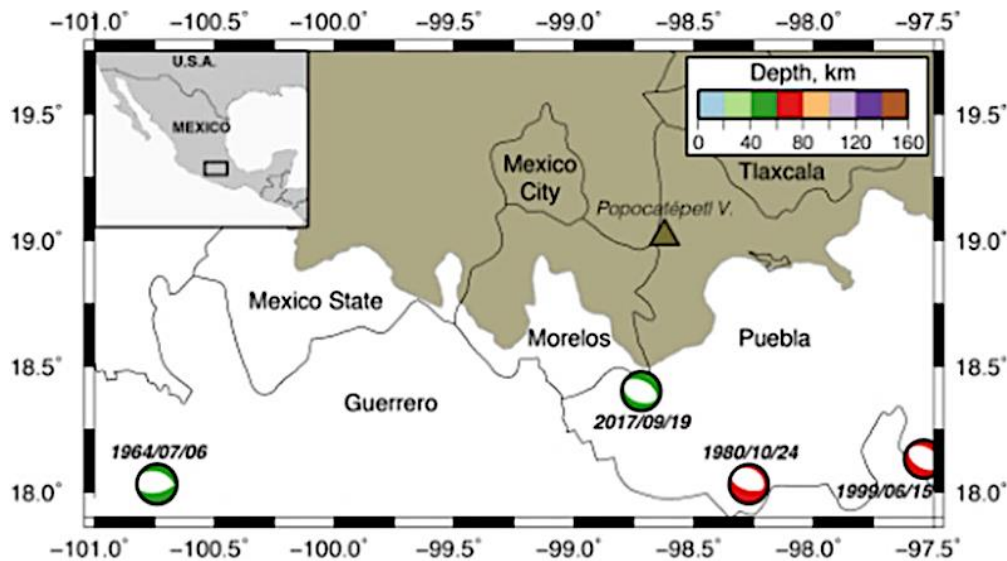 −101.0° −100.5° −100.0° −99.5° −99.0° −98.5° −98.0° −97.5°
U.S.A.
MEXICO
Depth, km
0 40 80 120 160
19.5° 19.5°
Mexico
City
Tlaxcala
Popocatépetl V.
19.0° 19.0°
Mexico State
Morelos
Puebla
18.5° 18.5°
Guerrero
2017/09/19
1964/07/06
1980/10/24
18.0° 18.0°
1999/06/15
−101.0° −100.5° −100.0° −99.5° −99.0° −98.5° −98.0° −97.5°